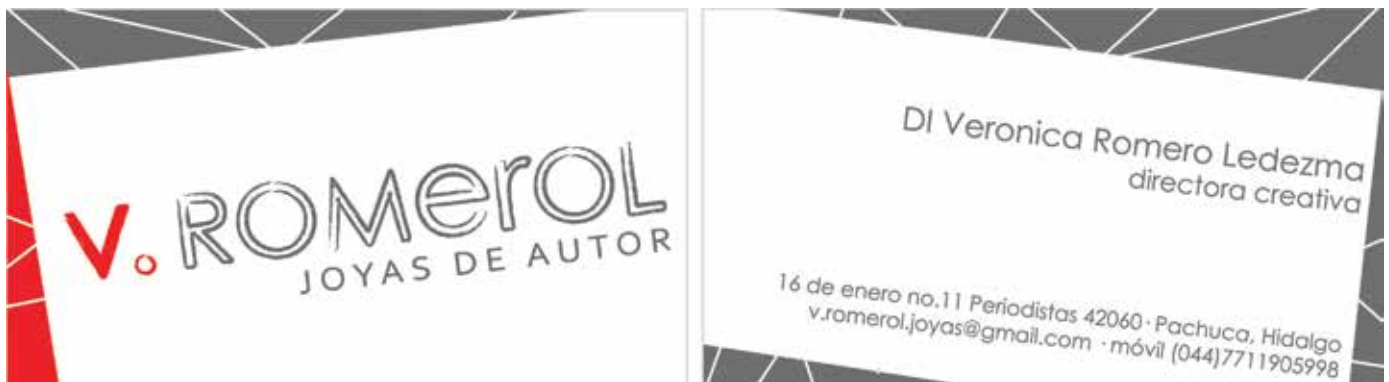 v. ROMeroL
JOYAS DE AUTOR
DI Veronica Romero Ledezma
directora creativa
16 de enero no.11 Periodistas 42060 · Pachuca, Hidalgo
v.romerol.joyas@gmail.com · móvil (044)7711905998